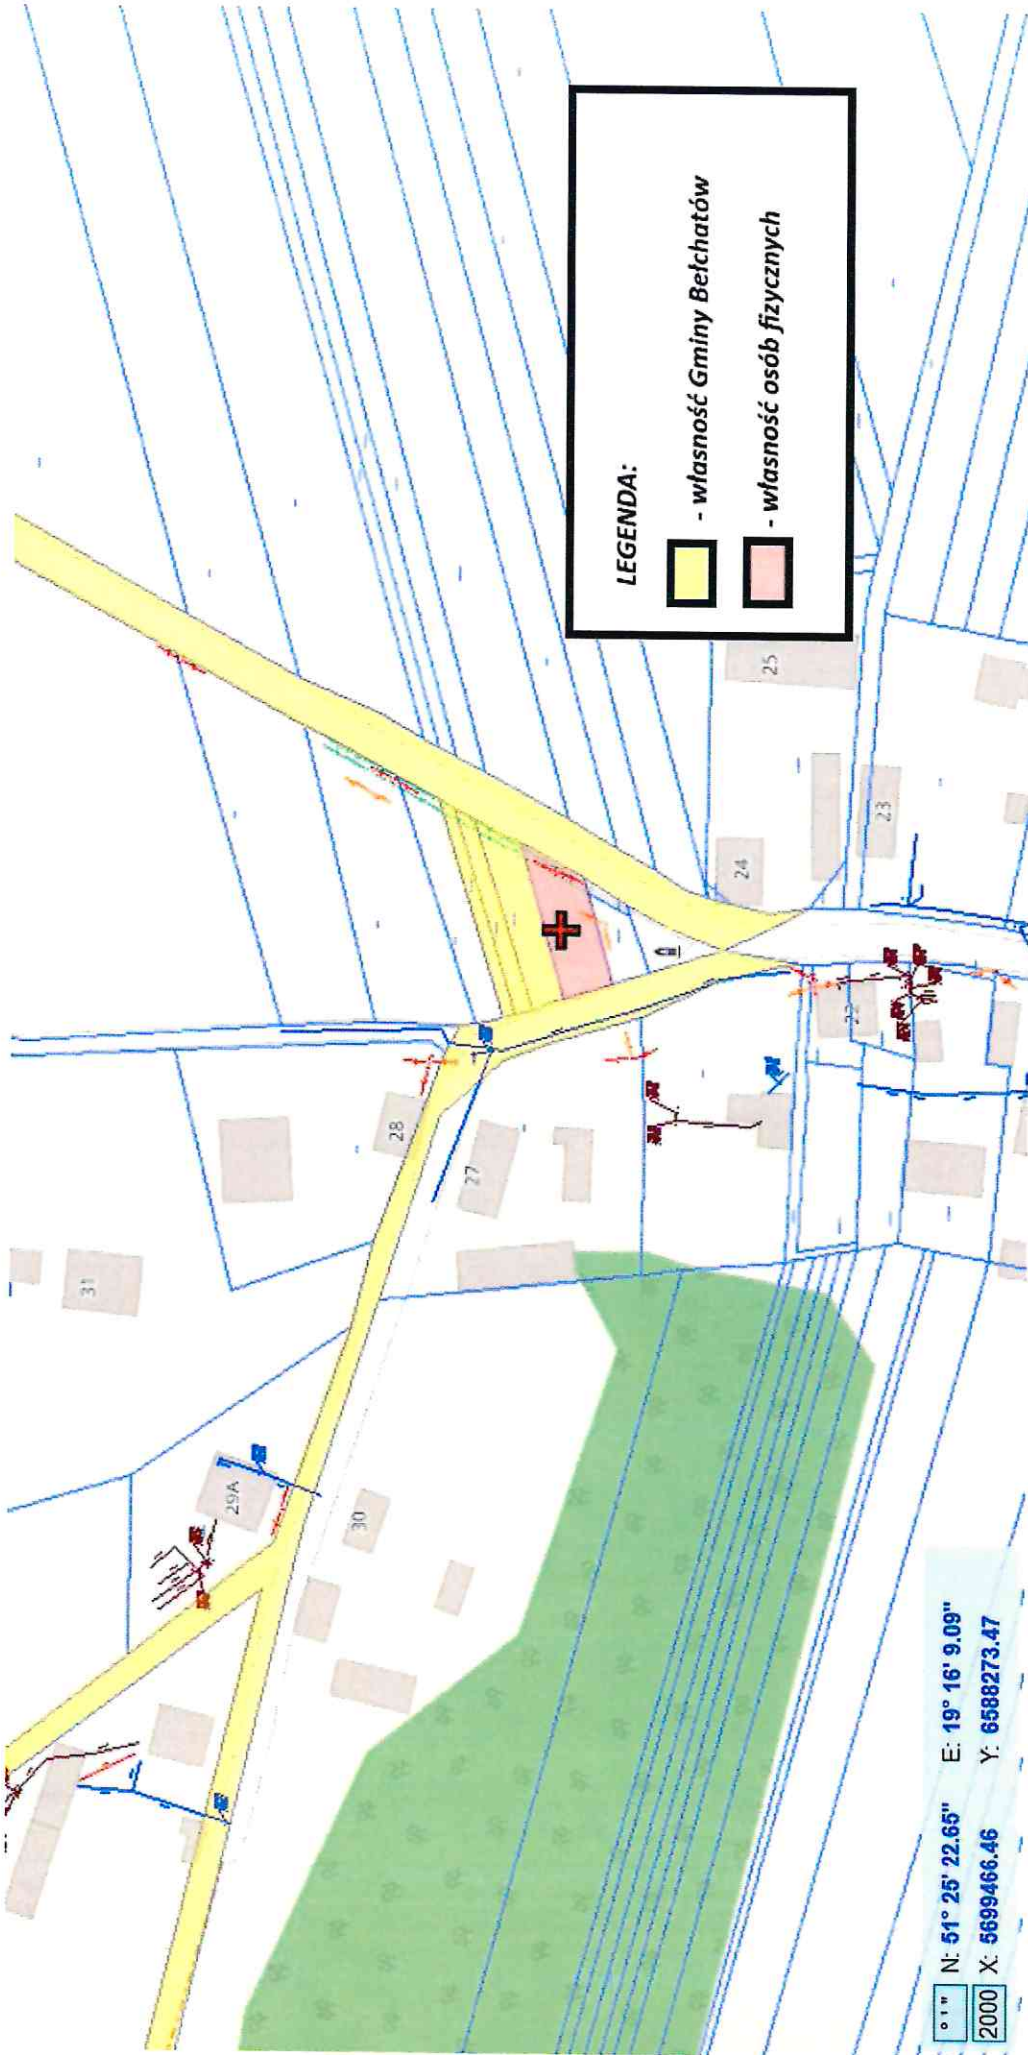 LEGENDA:
- własność Gminy Bełchatów
- własność osób fizycznych
31
28
27
29A
30
25
24
23
22
° ' " N: 51° 25' 22.65" E: 19° 16' 9.09"
2000 X: 5699466.46 Y: 6588273.47